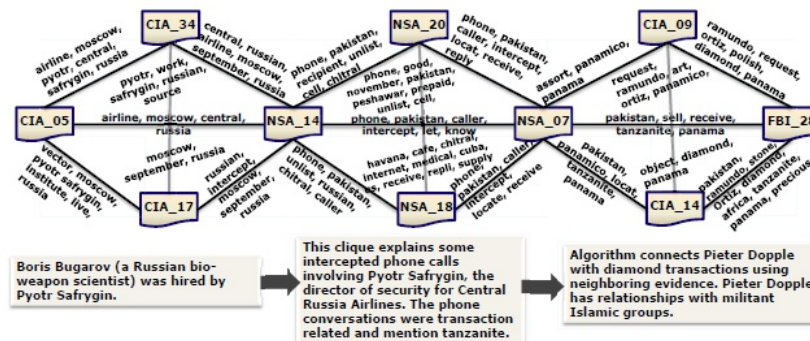 CIA_34
NSA_20
CIA_09
airline, moscow,
pyotr, central,
safrygin, russia
central, russian,
airline, moscow,
september, russia
phone, pakistan,
recipient, unlist,
cell, chitral
phone, pakistan,
caller, intercept,
locat, receive,
reply
assort, panamico,
panama
ramundo, request,
ortiz, polish,
diamond, panama
pyotr, work,
safrygin, russian,
source
phone, good,
november, pakistan,
peshawar, prepaid,
unlist, cell,
request,
ramundo, art,
ortiz, panamico,
CIA_05
airline, moscow, central,
russia
NSA_14
phone, pakistan, caller,
intercept, let, know
NSA_07
pakistan, sell, receive,
tanzanite, panama
FBI_28
vector, moscow,
pyotr, safrygin,
institute, live,
russia
moscow,
september, russia
russian,
intercept,
moscow,
september,
russia
phone, pakistan,
unlist, russian,
chitral, caller
havana, cafe, chitral,
internet, medical, cuba,
es, receive, repli, supply
phone,
pakistan, caller,
intercept,
locate, receive
pakistan,
panamico, locat,
tanzanite,
panama
object, diamond,
panama
pakistan,
ramundo, stone,
Ortiz, diamond,
africa, tanzanite,
panama, precious
CIA_17
NSA_18
CIA_14
Boris Bugarov (a Russian bio-
weapon scientist) was hired by
Pyotr Safrygin.
This clique explains some
intercepted phone calls
involving Pyotr Safrygin, the
director of security for Central
Russia Airlines. The phone
conversations were transaction
related and mention tanzanite.
Algorithm connects Pieter Dopple
with diamond transactions using
neighboring evidence. Pieter Dopple
has relationships with militant
Islamic groups.